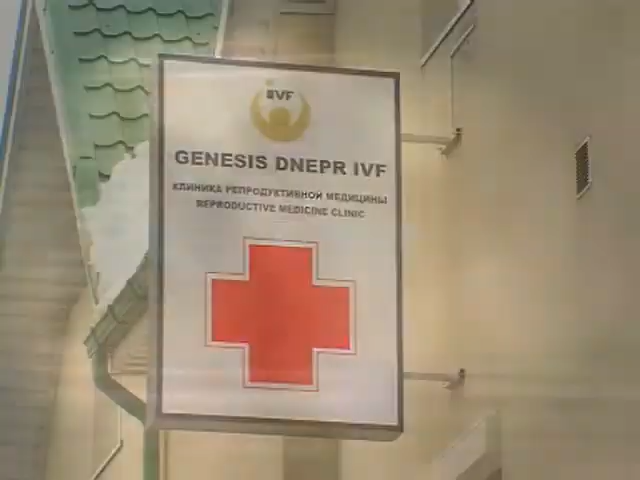 IVF
GENESIS DNEPR IVF
КЛИНИКА РЕПРОДУКТИВНОЙ МЕДИЦИНЫ
REPRODUCTIVE MEDICINE CLINIC